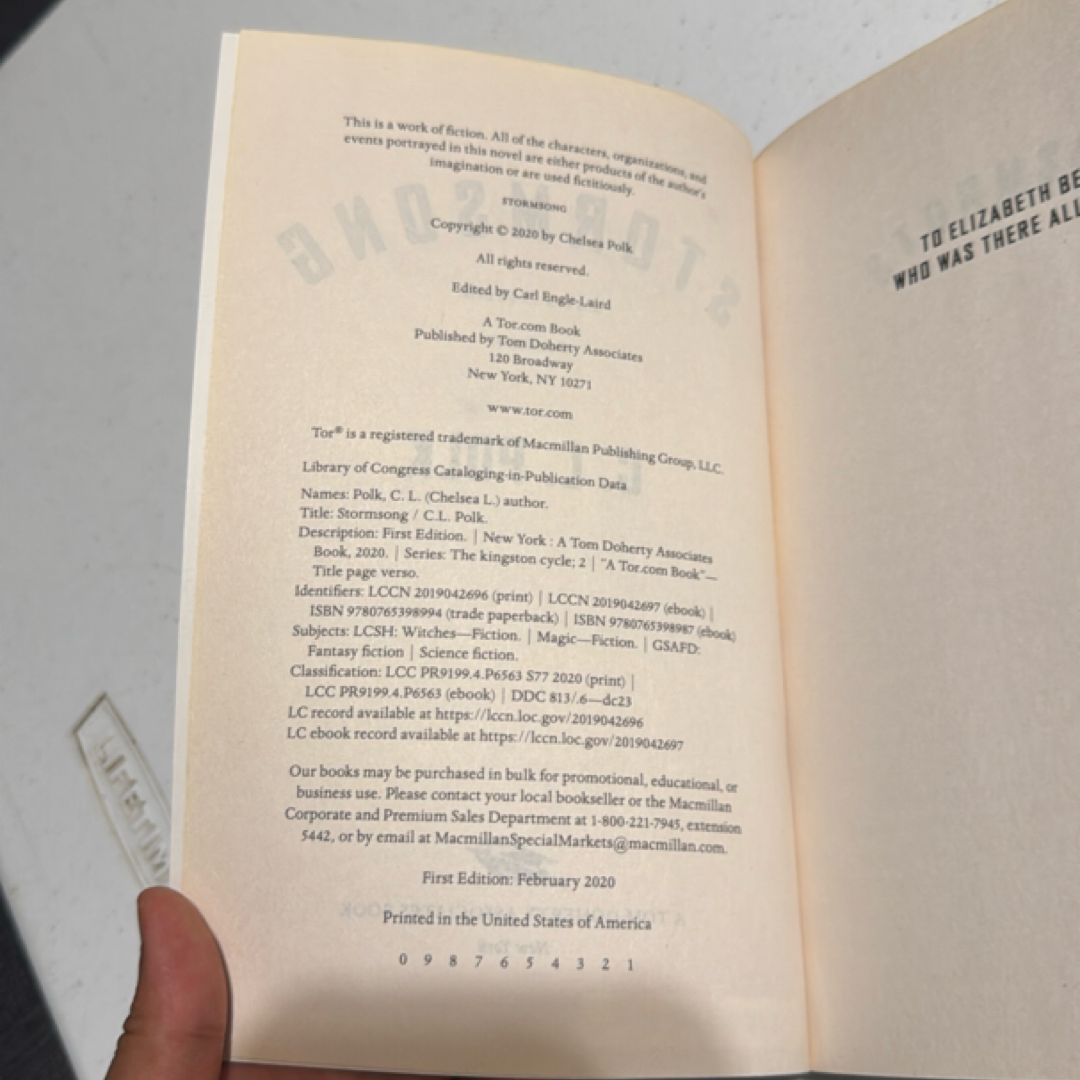 This is a work of fiction. All of the characters, organizations, and
events portrayed in this novel are either products of the author's
imagination or are used fictitiously.
STORMSONG
Copyright © 2020 by Chelsea Polk
All rights reserved.
Edited by Carl Engle-Laird
A Tor.com Book
Published by Tom Doherty Associates
120 Broadway
New York, NY 10271
www.tor.com
Tor® is a registered trademark of Macmillan Publishing Group, LLC.
Library of Congress Cataloging-in-Publication Data
Names: Polk, C. L. (Chelsea L.) author.
Title: Stormsong / C.L. Polk.
Description: First Edition. | New York : A Tom Doherty Associates
Book, 2020. | Series: The kingston cycle; 2 | "A Tor.com Book"—
Title page verso.
Identifiers: LCCN 2019042696 (print) | LCCN 2019042697 (ebook) |
ISBN 9780765398994 (trade paperback) | ISBN 9780765398987 (ebook)
Subjects: LCSH: Witches—Fiction. | Magic—Fiction. | GSAFD:
Fantasy fiction | Science fiction.
Classification: LCC PR9199.4.P6563 S77 2020 (print) |
LCC PR9199.4.P6563 (ebook) | DDC 813/.6—dc23
LC record available at https://lccn.loc.gov/2019042696
LC ebook record available at https://lccn.loc.gov/2019042697
Our books may be purchased in bulk for promotional, educational, or
business use. Please contact your local bookseller or the Macmillan
Corporate and Premium Sales Department at 1-800-221-7945, extension
5442, or by email at MacmillanSpecialMarkets@macmillan.com.
First Edition: February 2020
Printed in the United States of America
0 9 8 7 6 5 4 3 2 1
TO ELIZABETH BE
WHO WAS THERE ALL
LIFETIM